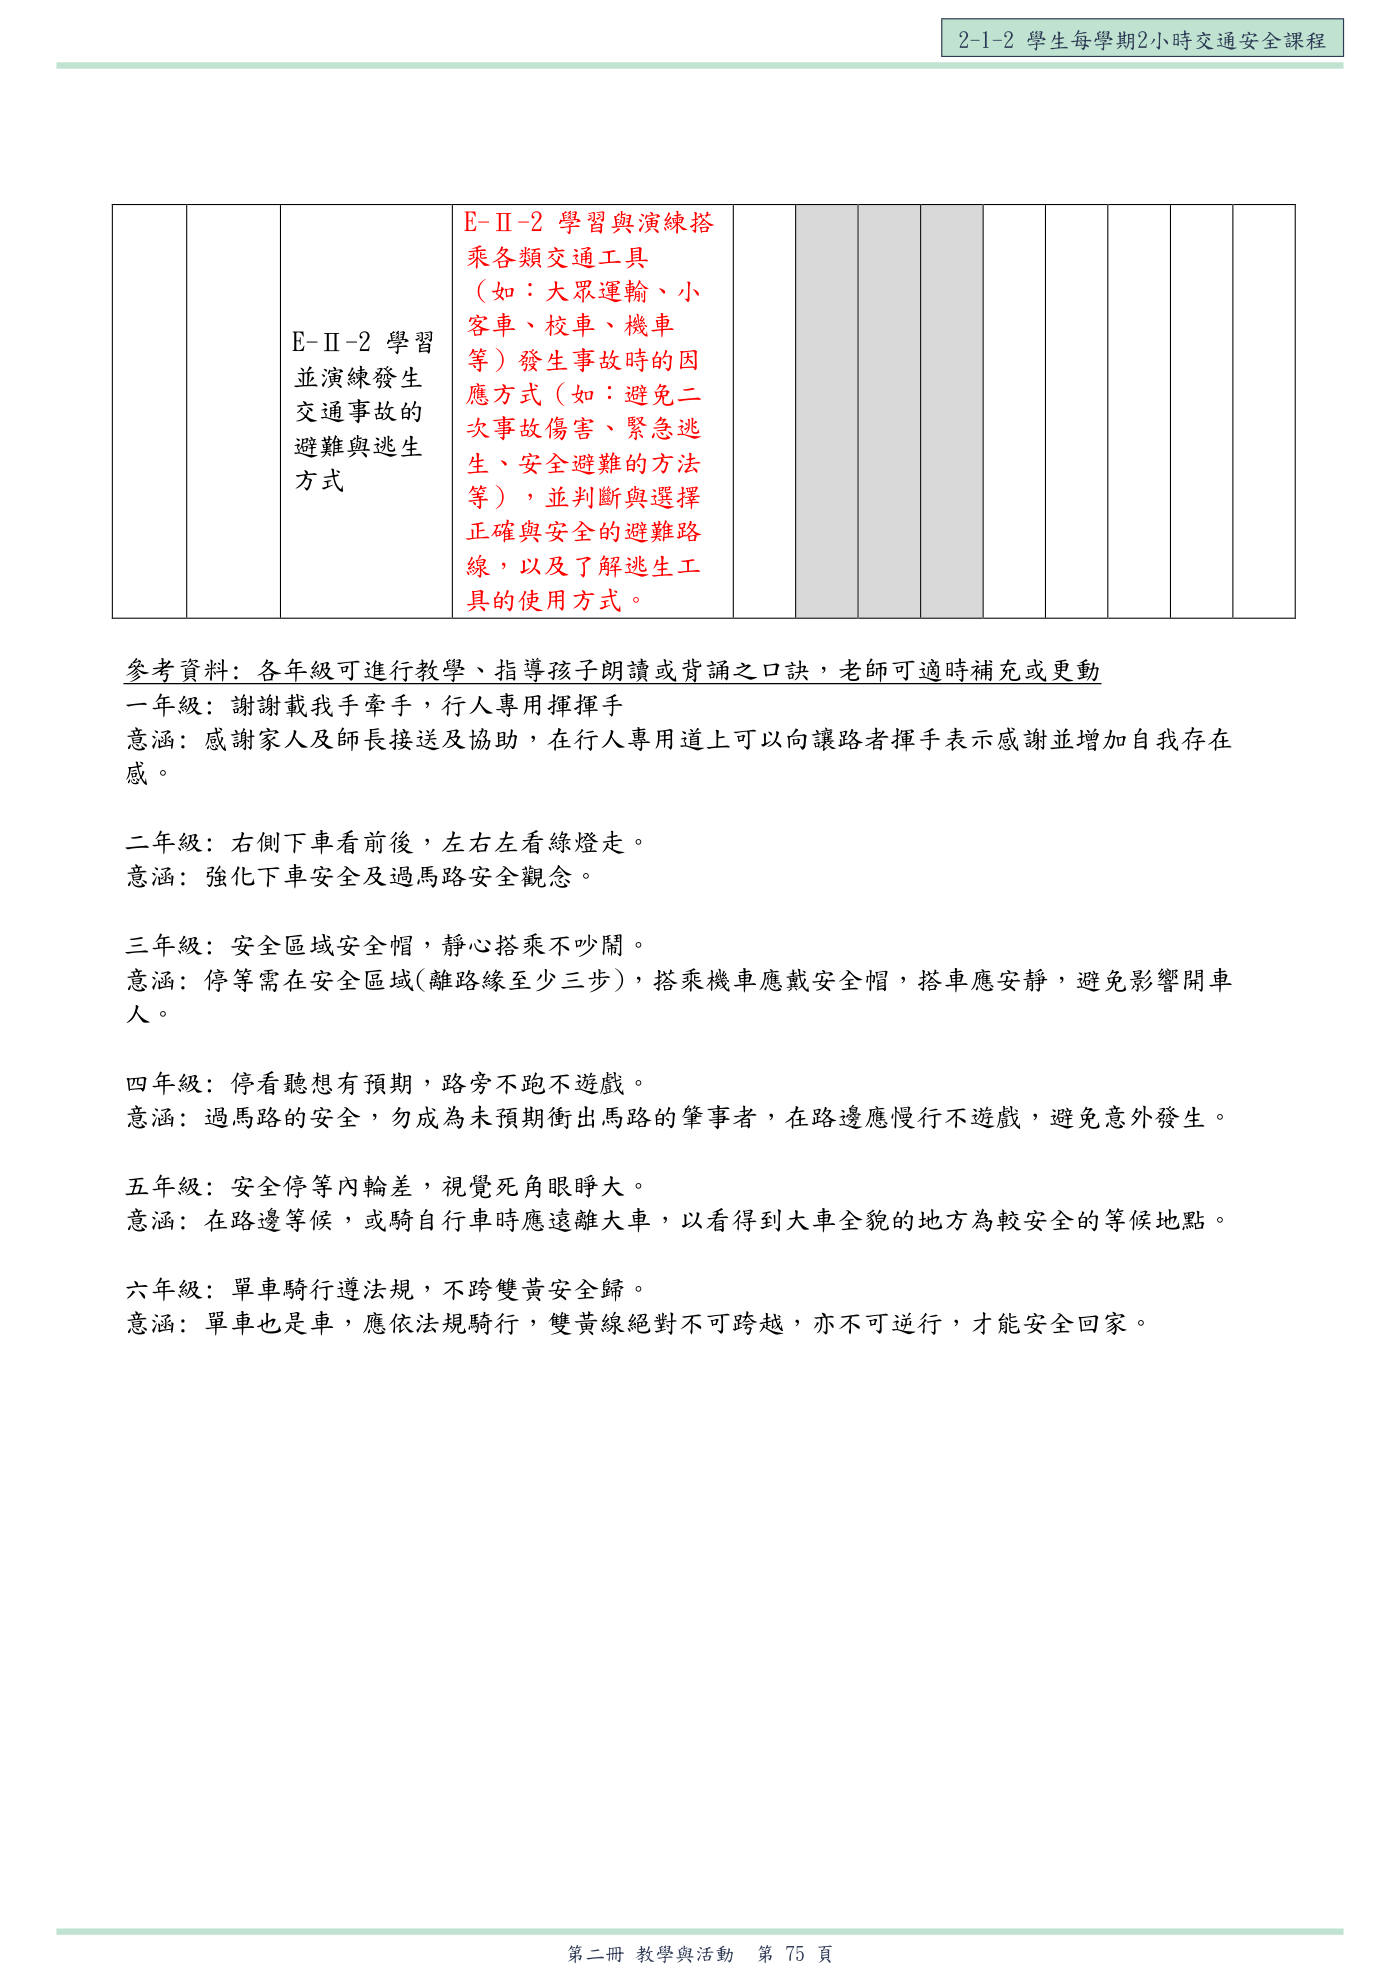 2-1-2 學生每學期2小時交通安全課程
E-Ⅱ-2 學習
並演練發生
交通事故的
避難與逃生
方式
E-Ⅱ-2 學習與演練搭
乘各類交通工具
（如：大眾運輸、小
客車、校車、機車
等）發生事故時的因
應方式（如：避免二
次事故傷害、緊急逃
生、安全避難的方法
等），並判斷與選擇
正確與安全的避難路
線，以及了解逃生工
具的使用方式。
參考資料: 各年級可進行教學、指導孩子朗讀或背誦之口訣，老師可適時補充或更動
一年級: 謝謝載我手牽手，行人專用揮揮手
意涵: 感謝家人及師長接送及協助，在行人專用道上可以向讓路者揮手表示感謝並增加自我存在
感。
二年級: 右側下車看前後，左右左看綠燈走。
意涵: 強化下車安全及過馬路安全觀念。
三年級: 安全區域安全帽，靜心搭乘不吵鬧。
意涵: 停等需在安全區域(離路緣至少三步)，搭乘機車應戴安全帽，搭車應安靜，避免影響開車
人。
四年級: 停看聽想有預期，路旁不跑不遊戲。
意涵: 過馬路的安全，勿成為未預期衝出馬路的肇事者，在路邊應慢行不遊戲，避免意外發生。
五年級: 安全停等內輪差，視覺死角眼睜大。
意涵: 在路邊等候，或騎自行車時應遠離大車，以看得到大車全貌的地方為較安全的等候地點。
六年級: 單車騎行遵法規，不跨雙黃安全歸。
意涵: 單車也是車，應依法規騎行，雙黃線絕對不可跨越，亦不可逆行，才能安全回家。
第二冊 教學與活動 第 75 頁